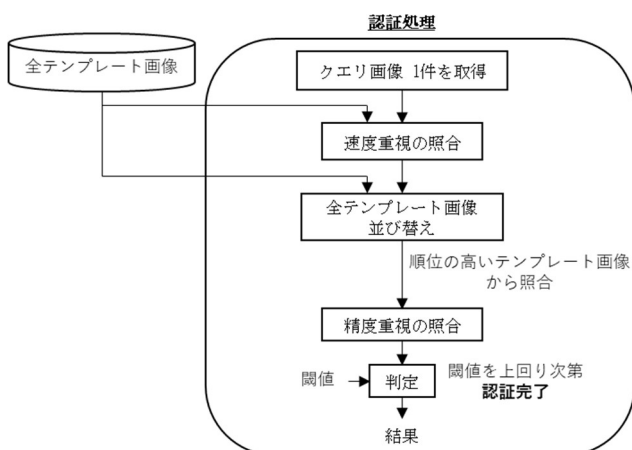 認証処理
全テンプレート画像
クエリ画像 1件を取得
速度重視の照合
全テンプレート画像
並び替え
順位の高いテンプレート画像
から照合
精度重視の照合
閾値
判定
閾値を上回り次第
認証完了
結果